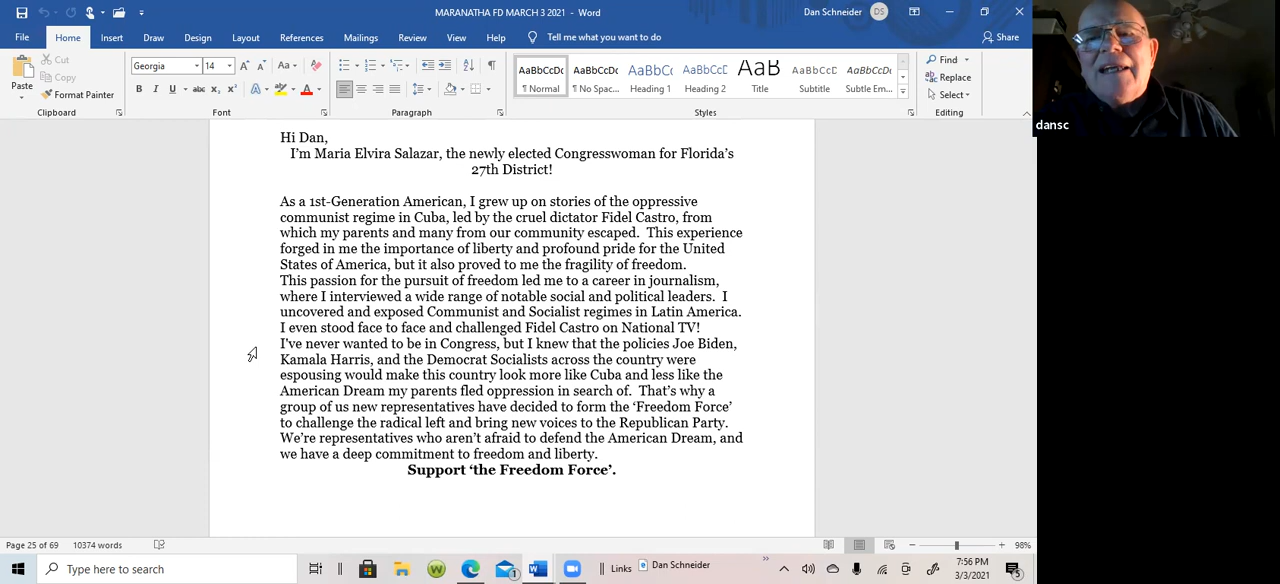 MARANATHA FD MARCH 3 2021 - Word
Dan Schneider
DS
File Home Insert Draw Design Layout References Mailings Review View Help Tell me what you want to do Share
Paste
Cut
Copy
Format Painter
Clipboard
Georgia 14
Font
Paragraph
AaBbCcDc AaBbCcDc AaBbCc AaBbCcD AaB AaBbCcD AaBbCcDt
¶ Normal ¶ No Spac... Heading 1 Heading 2 Title Subtitle Subtle Em...
Styles
Find
Replace
Select
Editing
dansc
Hi Dan,
I'm Maria Elvira Salazar, the newly elected Congresswoman for Florida's
27th District!
As a 1st-Generation American, I grew up on stories of the oppressive
communist regime in Cuba, led by the cruel dictator Fidel Castro, from
which my parents and many from our community escaped.  This experience
forged in me the importance of liberty and profound pride for the United
States of America, but it also proved to me the fragility of freedom.
This passion for the pursuit of freedom led me to a career in journalism,
where I interviewed a wide range of notable social and political leaders.  I
uncovered and exposed Communist and Socialist regimes in Latin America.
I even stood face to face and challenged Fidel Castro on National TV!
I've never wanted to be in Congress, but I knew that the policies Joe Biden,
Kamala Harris, and the Democrat Socialists across the country were
espousing would make this country look more like Cuba and less like the
American Dream my parents fled oppression in search of.  That's why a
group of us new representatives have decided to form the 'Freedom Force'
to challenge the radical left and bring new voices to the Republican Party.
We're representatives who aren't afraid to defend the American Dream, and
we have a deep commitment to freedom and liberty.
Support 'the Freedom Force'.
Page 25 of 69 10374 words
98%
Type here to search
Links Dan Schneider
7:56 PM
3/3/2021